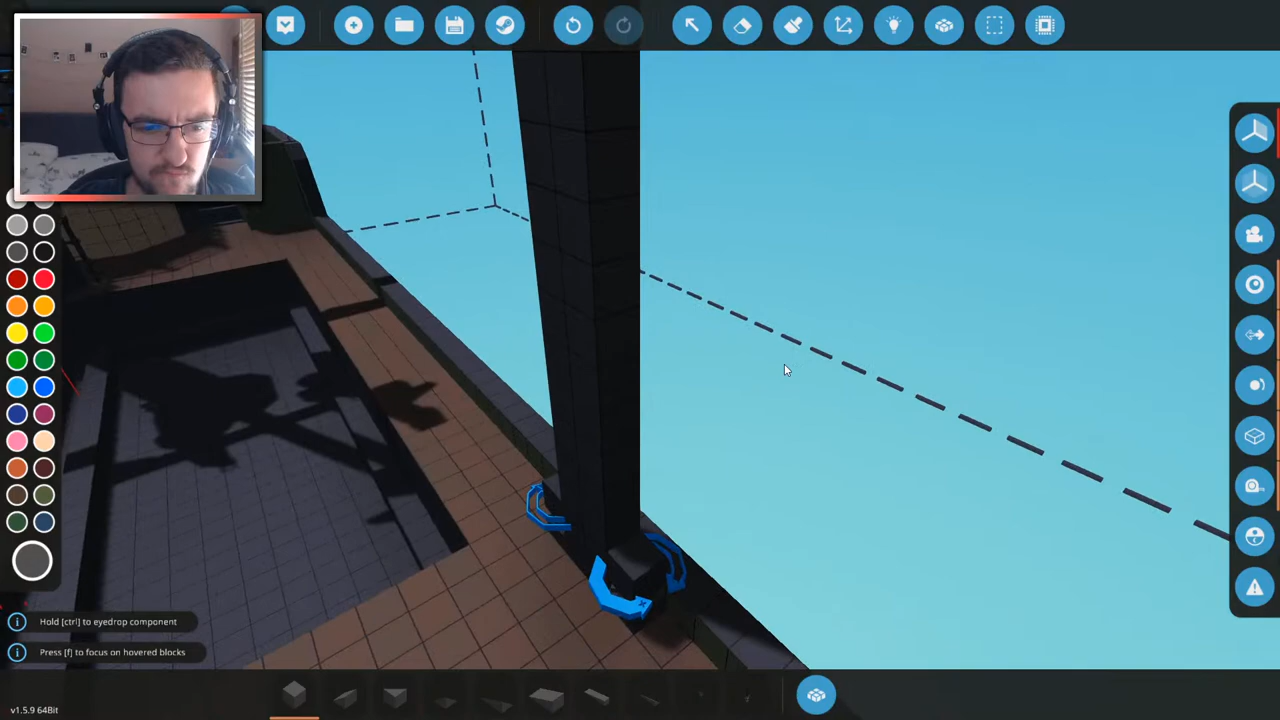 Hold [ctrl] to eyedrop component
Press [f] to focus on hovered blocks
v1.5.9 64Bit